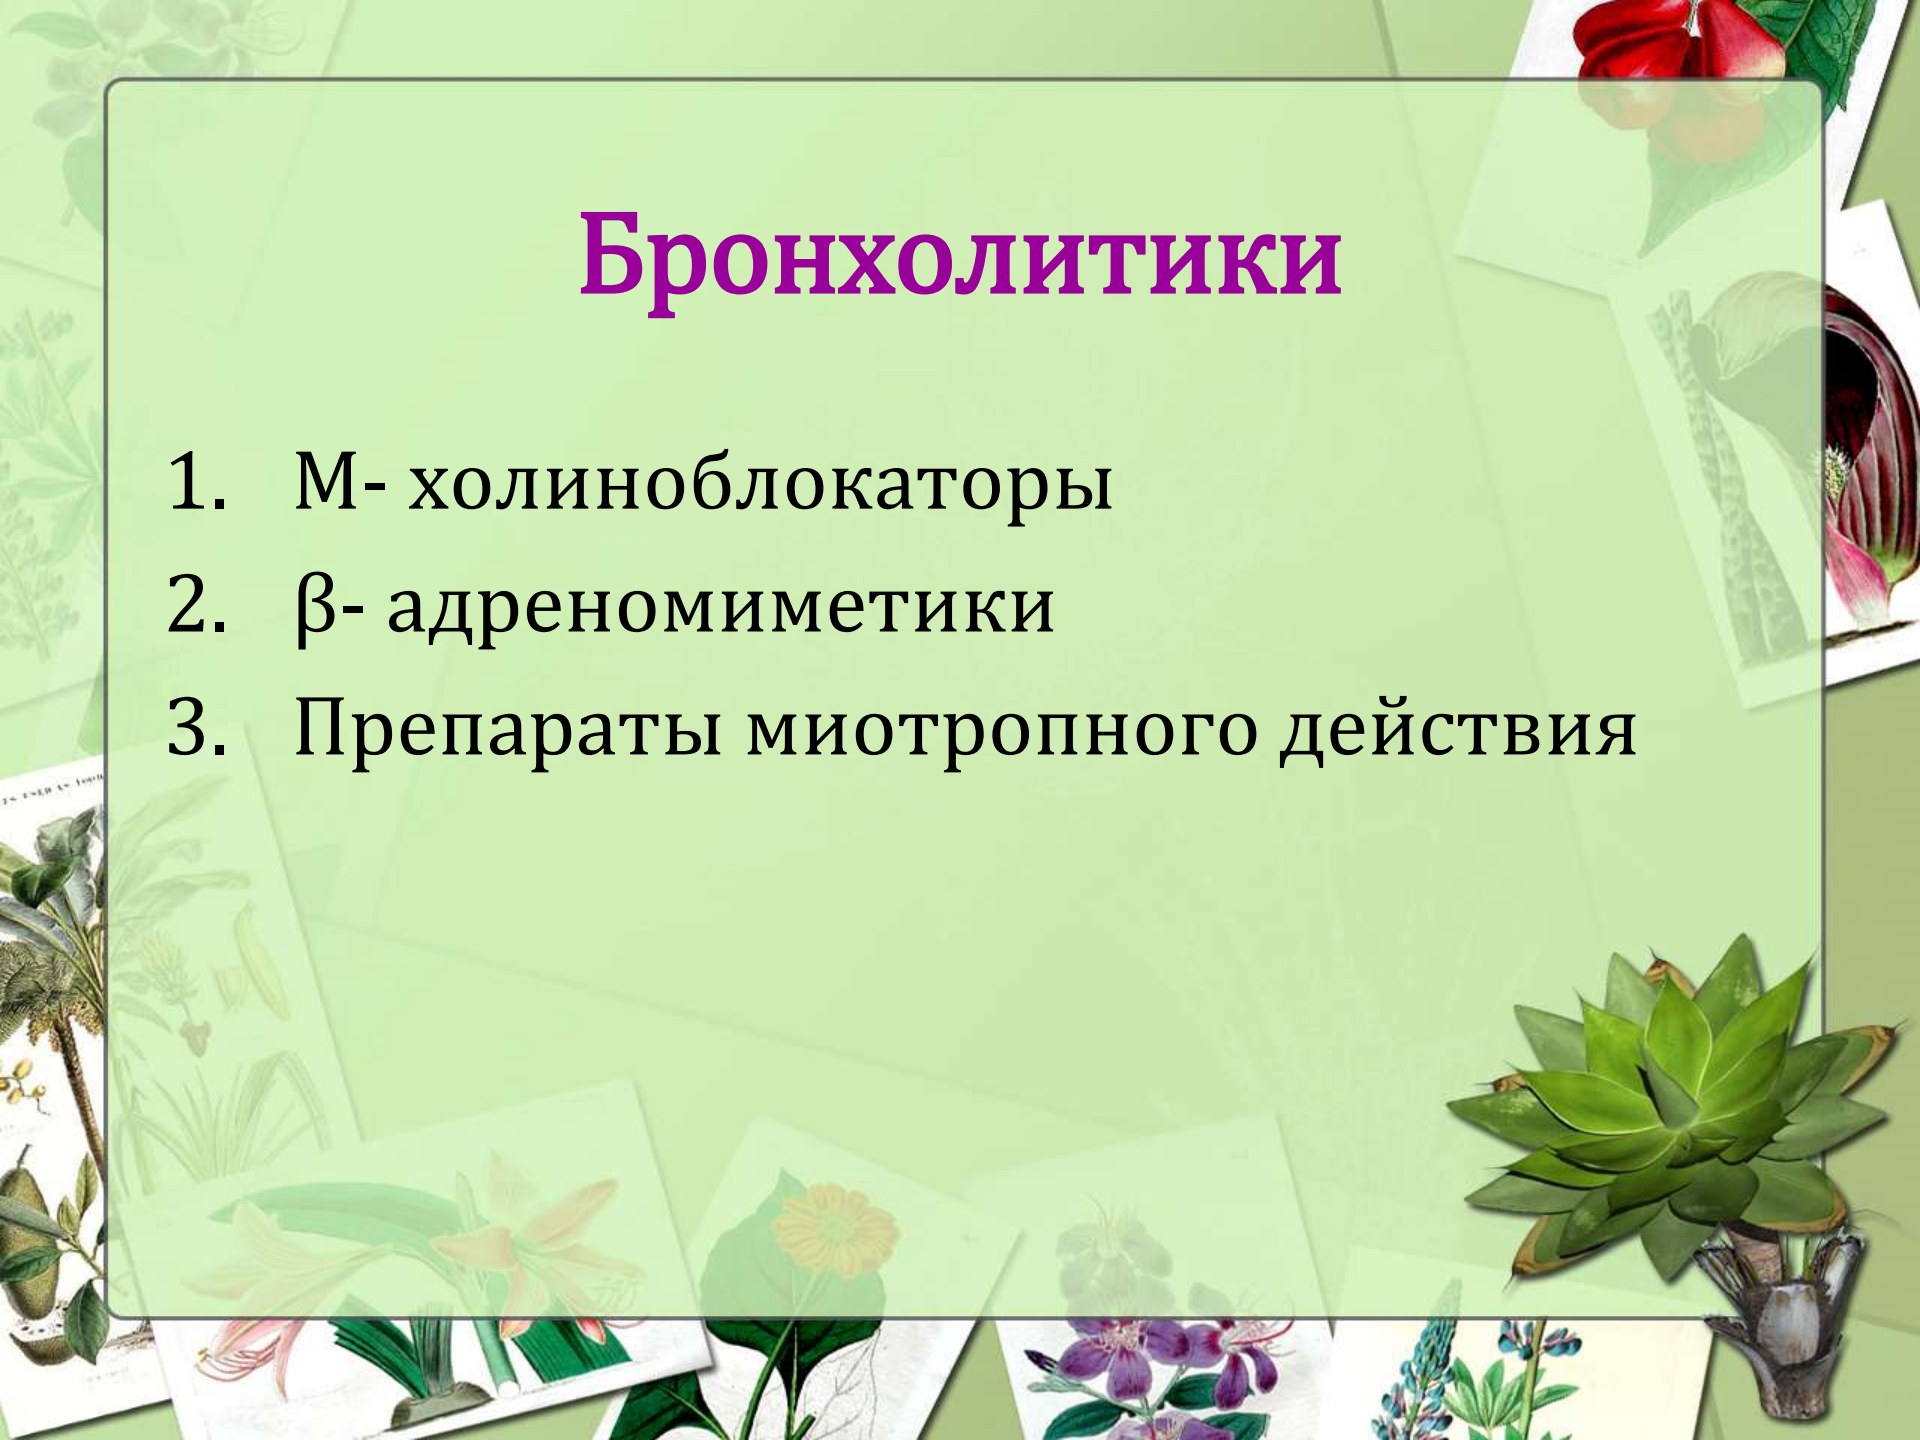 Бронхолитики
1. М- холиноблокаторы
2. β- адреномиметики
3. Препараты миотропного действия